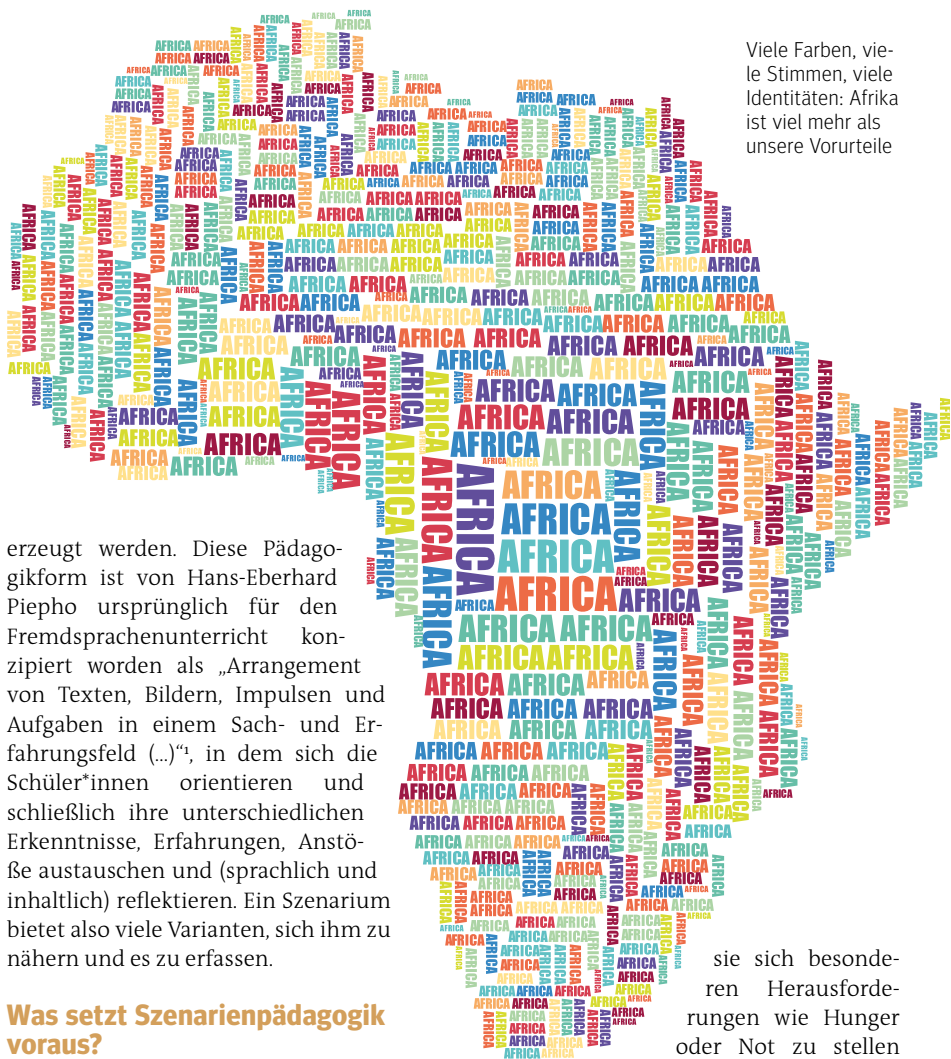 Viele Farben, vie-
le Stimmen, viele
Identitäten: Afrika
ist viel mehr als
unsere Vorurteile
AFRICA
erzeugt werden. Diese Pädago-
gikform ist von Hans-Eberhard
Piepho ursprünglich für den
Fremdsprachenunterricht kon-
zipiert worden als „Arrangement
von Texten, Bildern, Impulsen und
Aufgaben in einem Sach- und Er-
fahrungsfeld (...)“¹, in dem sich die
Schüler*innen orientieren und
schließlich ihre unterschiedlichen
Erkenntnisse, Erfahrungen, Anstö-
ße austauschen und (sprachlich und
inhaltlich) reflektieren. Ein Szenarium
bietet also viele Varianten, sich ihm zu
nähern und es zu erfassen.
Was setzt Szenarienpädagogik
voraus?
sie sich besonde-
ren Herausforde-
rungen wie Hunger
oder Not zu stellen